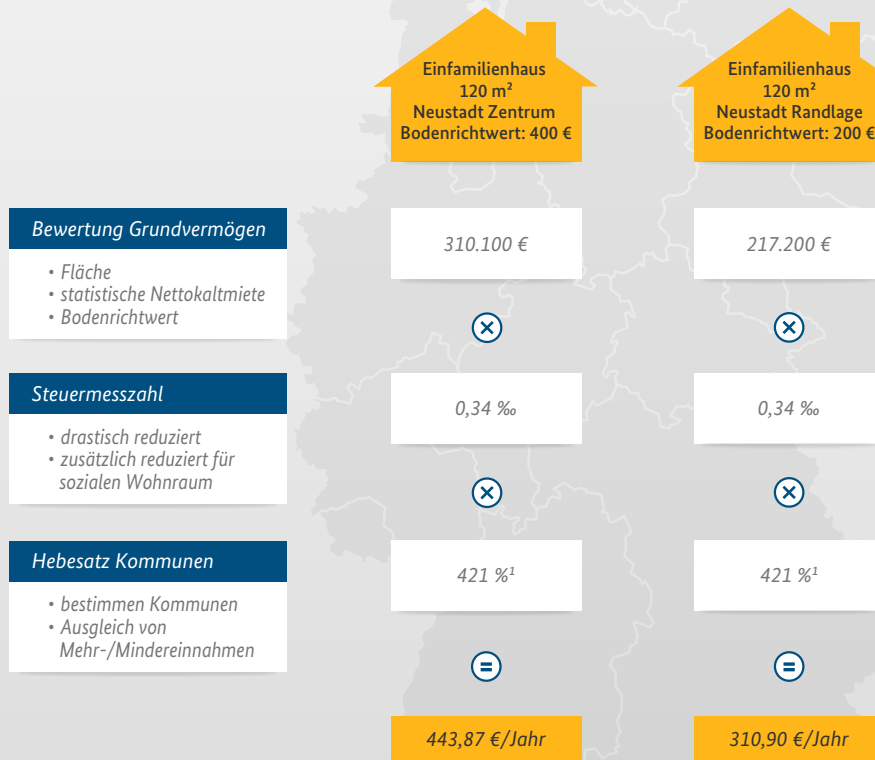 Einfamilienhaus
120 m²
Neustadt Zentrum
Bodenrichtwert: 400 €
Einfamilienhaus
120 m²
Neustadt Randlage
Bodenrichtwert: 200 €
Bewertung Grundvermögen
• Fläche
• statistische Nettokaltmiete
• Bodenrichtwert
310.100 €
217.200 €
Steuermesszahl
• drastisch reduziert
• zusätzlich reduziert für
sozialen Wohnraum
0,34 ‰
0,34 ‰
Hebesatz Kommunen
• bestimmen Kommunen
• Ausgleich von
Mehr-/Mindereinnahmen
421 %¹
421 %¹
443,87 €/Jahr
310,90 €/Jahr